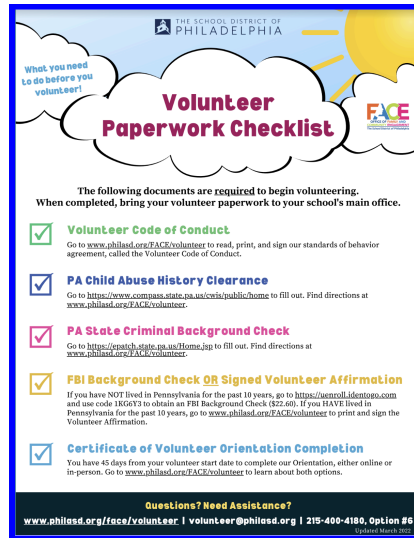 THE SCHOOL DISTRICT OF
PHILADELPHIA
What you need
to do before you
volunteer!
Volunteer
Paperwork Checklist
FACE
OFFICE OF FAMILY AND
COMMUNITY ENGAGEMENT
The School District of Philadelphia
The following documents are required to begin volunteering.
When completed, bring your volunteer paperwork to your school's main office.
Volunteer Code of Conduct
Go to www.philasd.org/FACE/volunteer to read, print, and sign our standards of behavior
agreement, called the Volunteer Code of Conduct.
PA Child Abuse History Clearance
Go to https://www.compass.state.pa.us/cwis/public/home to fill out. Find directions at
www.philasd.org/FACE/volunteer.
PA State Criminal Background Check
Go to https://epatch.state.pa.us/Home.jsp to fill out. Find directions at
www.philasd.org/FACE/volunteer.
FBI Background Check OR Signed Volunteer Affirmation
If you have NOT lived in Pennsylvania for the past 10 years, go to https://uenroll.identogo.com
and use code 1KG6Y3 to obtain an FBI Background Check ($22.60). If you HAVE lived in
Pennsylvania for the past 10 years, go to www.philasd.org/FACE/volunteer to print and sign the
Volunteer Affirmation.
Certificate of Volunteer Orientation Completion
You have 45 days from your volunteer start date to complete our Orientation, either online or
in-person. Go to www.philasd.org/FACE/volunteer to learn about both options.
Questions? Need Assistance?
www.philasd.org/face/volunteer | volunteer@philasd.org | 215-400-4180, Option #6
Updated March 2022